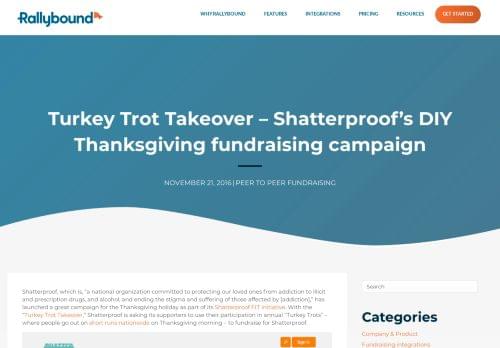 Rallybound
WHY RALLYBOUND
FEATURES
INTEGRATIONS
PRICING
RESOURCES
GET STARTED
Turkey Trot Takeover – Shatterproof's DIY
Thanksgiving fundraising campaign
NOVEMBER 21, 2016 | PEER TO PEER FUNDRAISING
Shatterproof, which is, "a national organization committed to protecting our loved ones from addiction to illicit
and prescription drugs, and alcohol and ending the stigma and suffering of those affected by [addiction]," has
launched a great campaign for the Thanksgiving holiday as part of its Shatterproof FIT initiative. With the
"Turkey Trot Takeover," Shatterproof is asking its supporters to use their participation in annual "Turkey Trots" –
where people go out on short runs nationwide on Thanksgiving morning – to fundraise for Shatterproof.
Search
Categories
Company & Product
Fundraising integrations